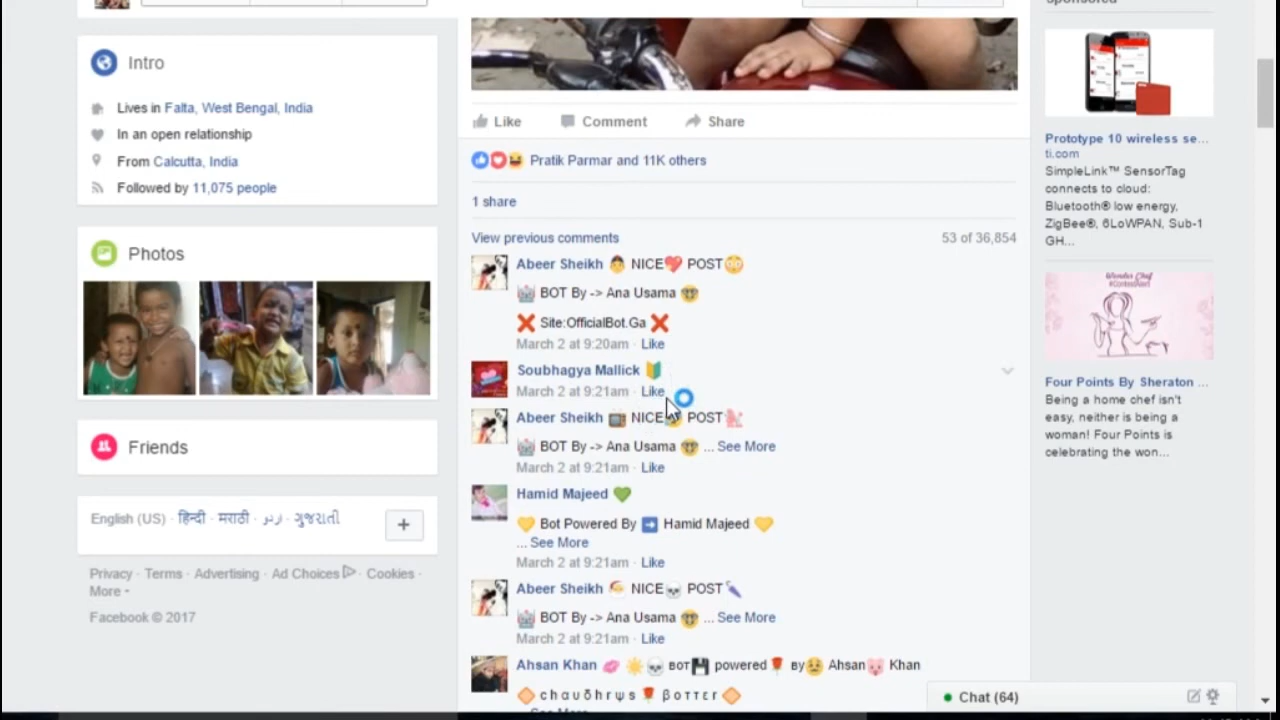 Intro
Lives in Falta, West Bengal, India
In an open relationship
From Calcutta, India
Followed by 11,075 people
Photos
Friends
English (US) · हिन्दी · मराठी · اردو · ગુજરાતી
+
Privacy · Terms · Advertising · Ad Choices · Cookies ·
More
Facebook © 2017
Like Comment Share
Pratik Parmar and 11K others
1 share
View previous comments 53 of 36,854
Abeer Sheikh 👲 NICE💖 POST😳
🤖 BOT By -> Ana Usama 🤓
❌ Site:OfficialBot.Ga ❌
March 2 at 9:20am · Like
Soubhagya Mallick 🔰
March 2 at 9:21am · Like
Abeer Sheikh 📺 NICE POST
🤖 BOT By -> Ana Usama 🤓 ... See More
March 2 at 9:21am · Like
Hamid Majeed 💚
💛 Bot Powered By ➡ Hamid Majeed 💛
... See More
March 2 at 9:21am · Like
Abeer Sheikh 🎅 NICE💀 POST🍆
🤖 BOT By -> Ana Usama 🤓 ... See More
March 2 at 9:21am · Like
Ahsan Khan 💋 ☀💀 вот💾 powered🌹 ву😢 Ahsan🐷 Khan
🔶 c h α υ δ h r ψ s 🌹 β o τ τ ε r 🔶
... See More
Sponsored
Prototype 10 wireless se...
ti.com
SimpleLink™ SensorTag
connects to cloud:
Bluetooth® low energy,
ZigBee®, 6LoWPAN, Sub-1
GH...
Wonder Chef
#ContestAlert
Four Points By Sheraton ...
Being a home chef isn't
easy, neither is being a
woman! Four Points is
celebrating the won...
Chat (64)